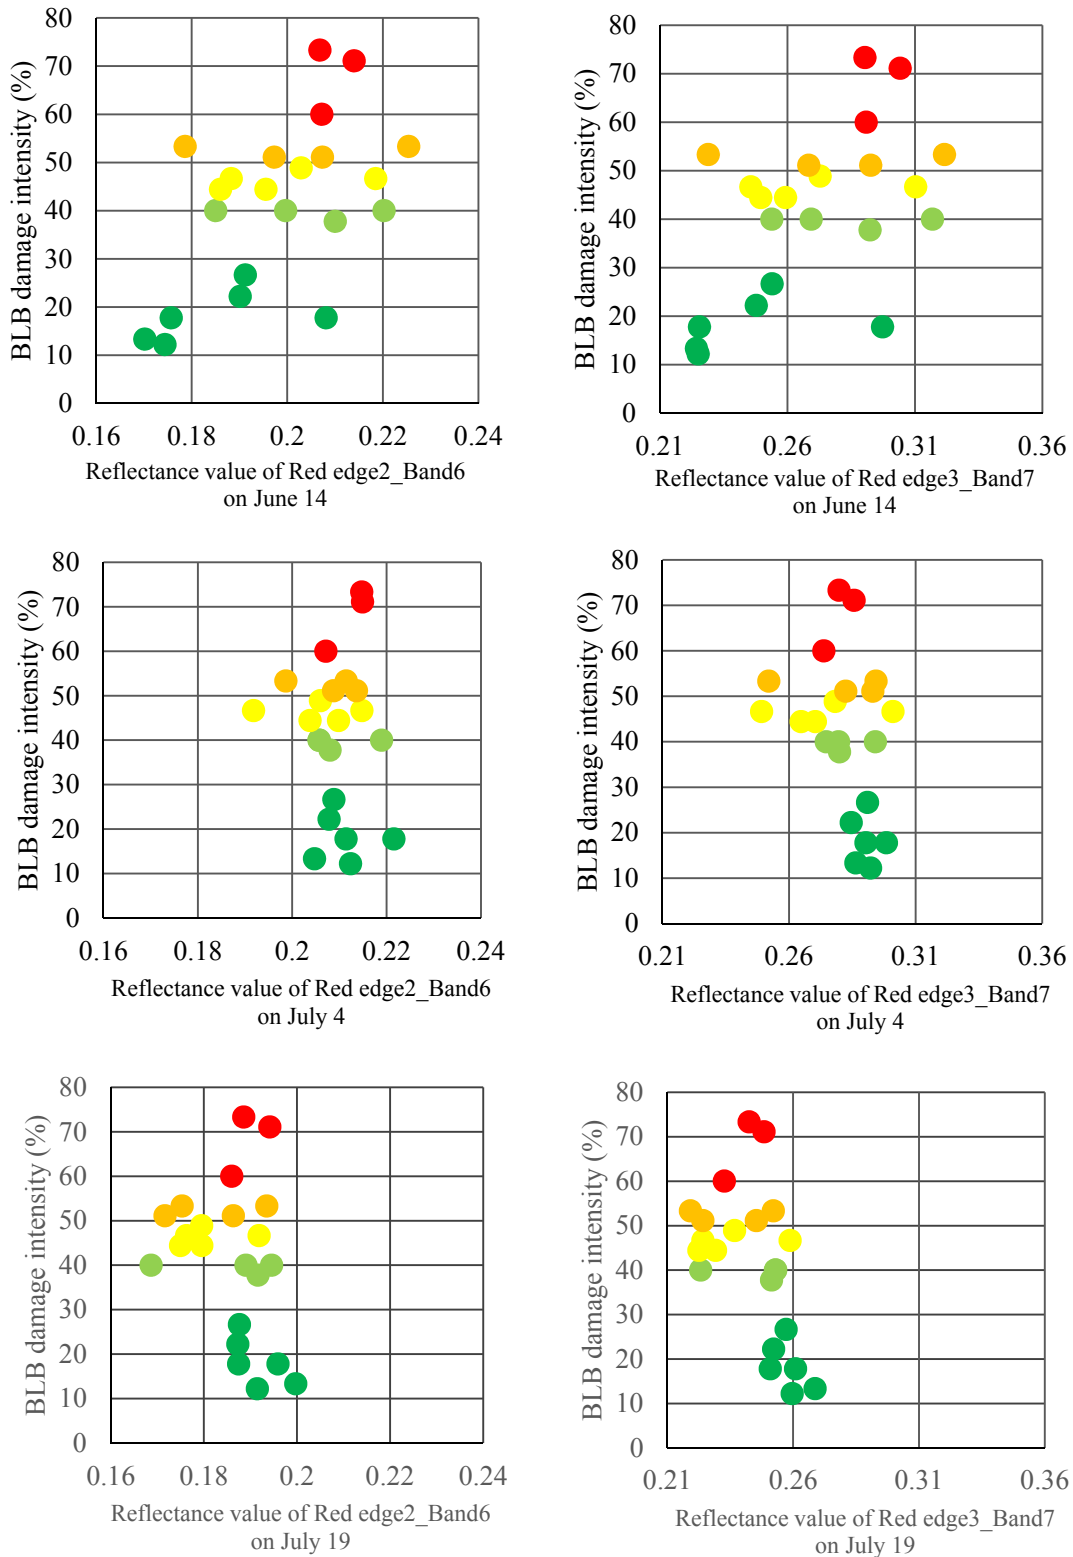 BLB damage intensity (%)
80
70
60
50
40
30
20
10
0
0.16 0.18 0.2 0.22 0.24
Reflectance value of Red edge2_Band6
on June 14
BLB damage intensity (%)
80
70
60
50
40
30
20
10
0
0.21 0.26 0.31 0.36
Reflectance value of Red edge3_Band7
on June 14
BLB damage intensity (%)
80
70
60
50
40
30
20
10
0
0.16 0.18 0.2 0.22 0.24
Reflectance value of Red edge2_Band6
on July 4
BLB damage intensity (%)
80
70
60
50
40
30
20
10
0
0.21 0.26 0.31 0.36
Reflectance value of Red edge3_Band7
on July 4
BLB damage intensity (%)
80
70
60
50
40
30
20
10
0
0.16 0.18 0.2 0.22 0.24
Reflectance value of Red edge2_Band6
on July 19
BLB damage intensity (%)
80
70
60
50
40
30
20
10
0
0.21 0.26 0.31 0.36
Reflectance value of Red edge3_Band7
on July 19